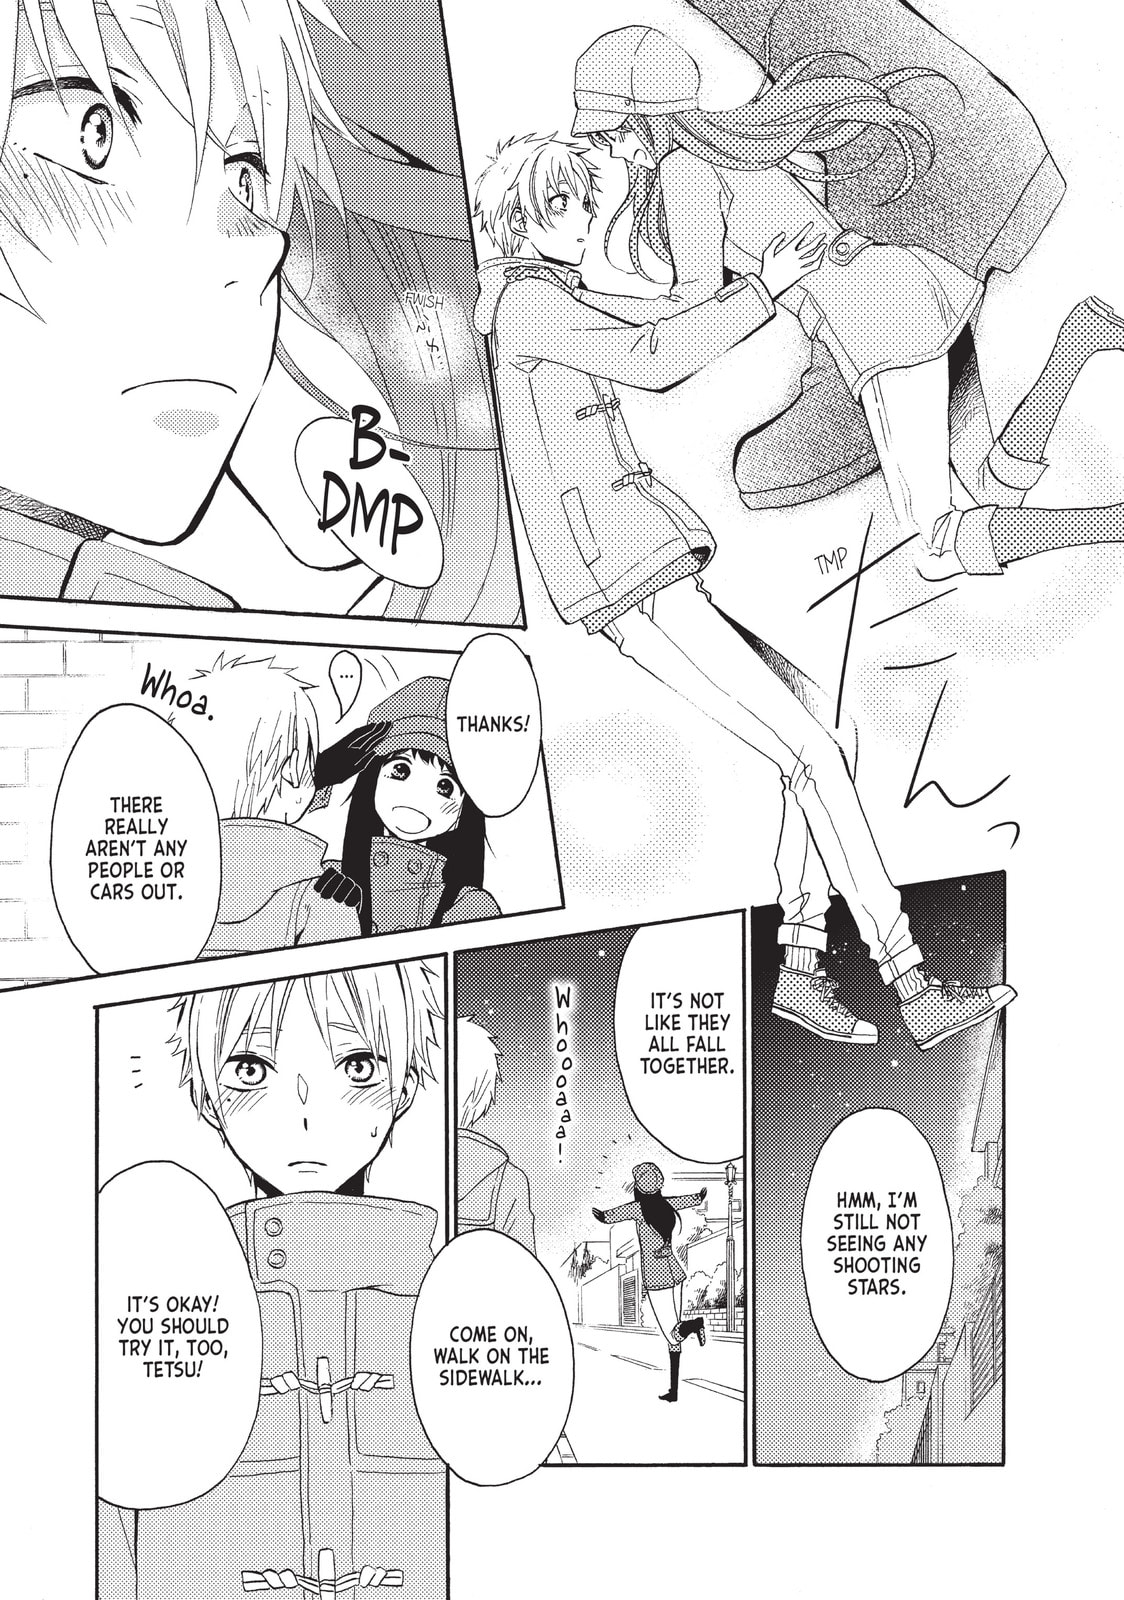 TMP
FWISH
B-
DMP
THANKS!
...
Whoa.
THERE
REALLY
AREN'T ANY
PEOPLE OR
CARS OUT.
HMM, I'M
STILL NOT
SEEING ANY
SHOOTING
STARS.
IT'S NOT
LIKE THEY
ALL FALL
TOGETHER.
Whoooaaa!
COME ON,
WALK ON THE
SIDEWALK...
IT'S OKAY!
YOU SHOULD
TRY IT, TOO,
TETSU!